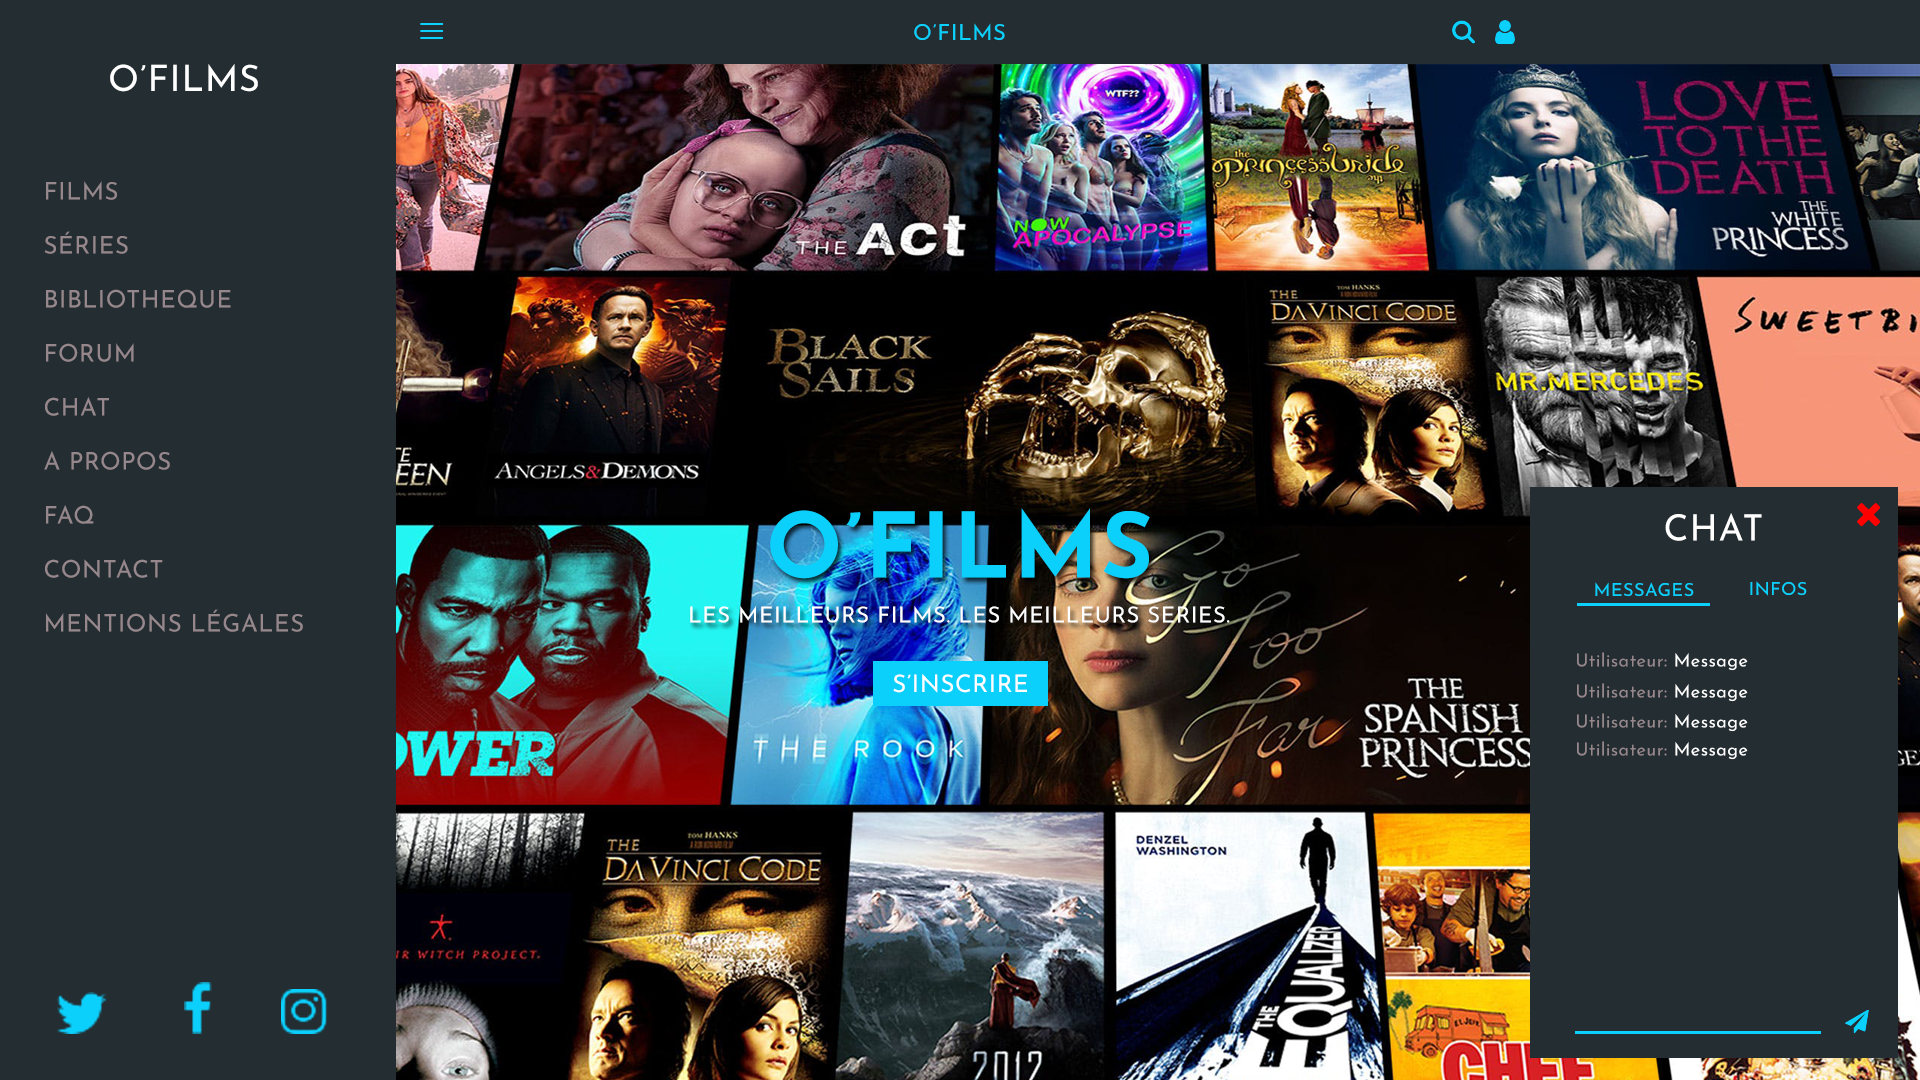 O'FILMS
FILMS
SÉRIES
BIBLIOTHEQUE
FORUM
CHAT
A PROPOS
FAQ
CONTACT
MENTIONS LÉGALES
O'FILMS
WTF??
THE ACT
NOW
APOCALYPSE
the princess bride
LOVE
TO THE
DEATH
THE
WHITE
PRINCESS
EEN
ANGELS&DEMONS
BLACK
SAILS
TOM HANKS
THE
DA VINCI CODE
MR.MERCEDES
SWEETBI
O'FILMS
LES MEILLEURS FILMS. LES MEILLEURS SERIES.
S'INSCRIRE
OWER
THE ROOK
Go
Too
Far
THE
SPANISH
PRINCESS
CHAT
MESSAGES INFOS
Utilisateur: Message
Utilisateur: Message
Utilisateur: Message
Utilisateur: Message
IR WITCH PROJECT.
TOM HANKS
THE
DA VINCI CODE
2012
DENZEL
WASHINGTON
THE
EQUALIZER
EL JEFE
CHEF